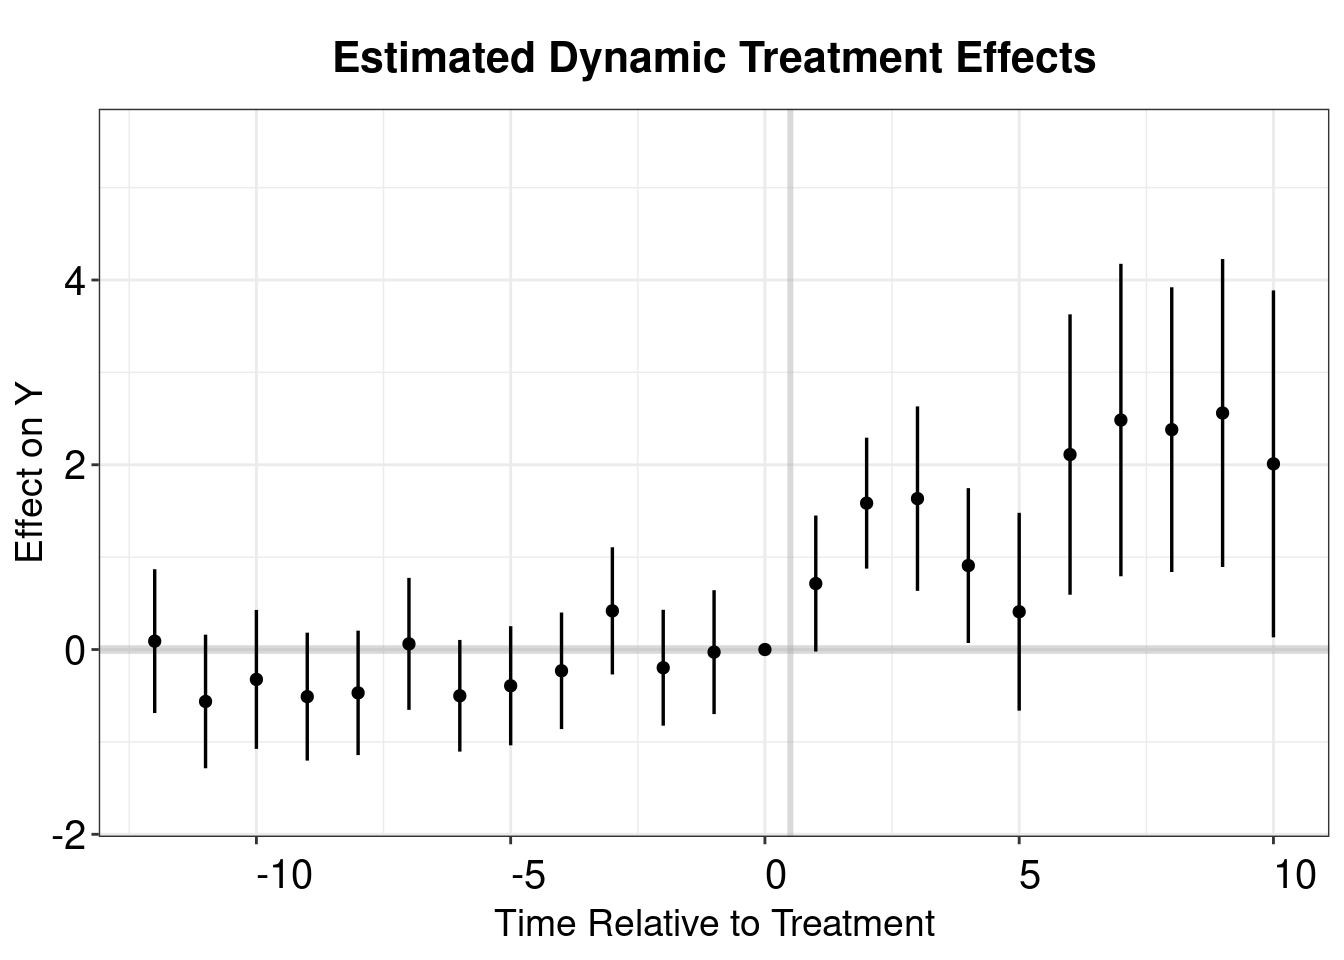 Estimated Dynamic Treatment Effects
Effect on Y
4
2
0
-2
-10 -5 0 5 10
Time Relative to Treatment